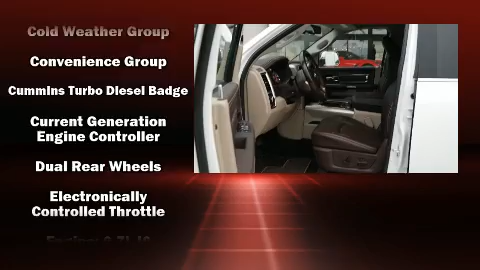 Cold Weather Group
Convenience Group
Cummins Turbo Diesel Badge
Current Generation
Engine Controller
Dual Rear Wheels
Electronically
Controlled Throttle